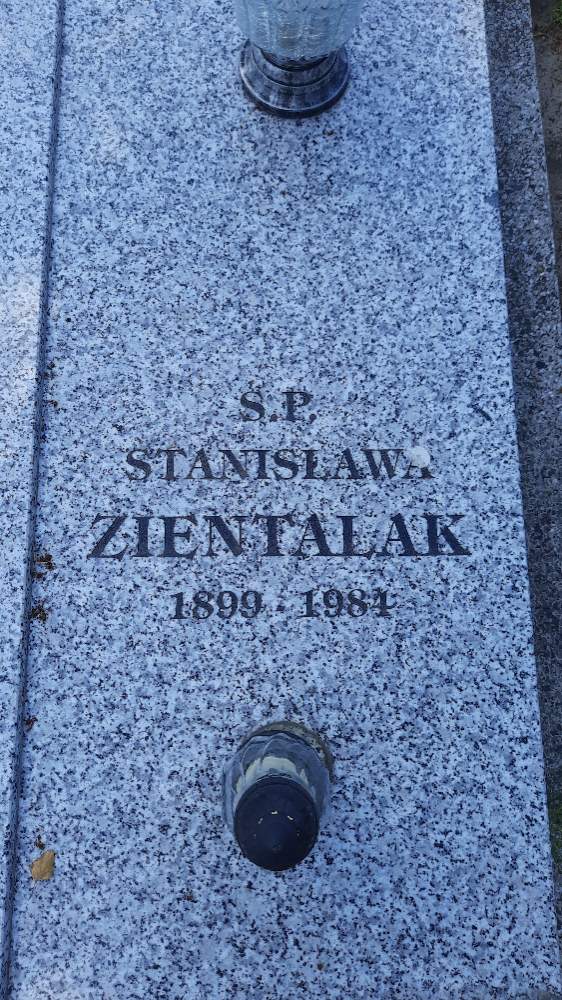 Ś.P.
STANISŁAWA
ZIENTALAK
1899 - 1984